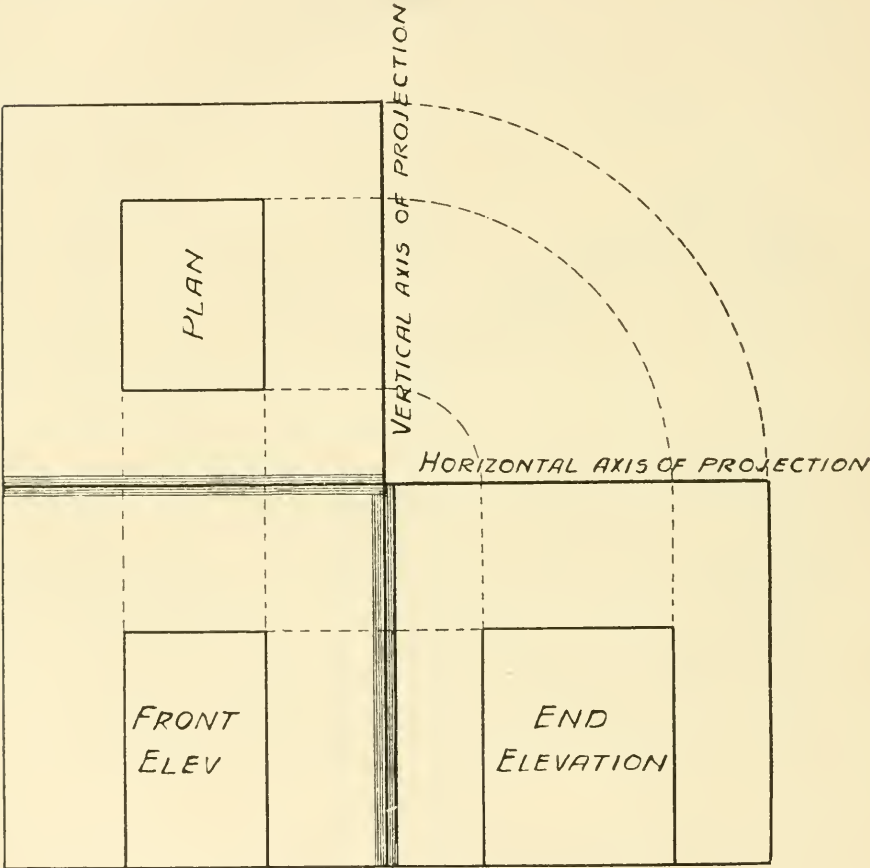 VERTICAL AXIS OF PROJECTION
PLAN
HORIZONTAL AXIS OF PROJECTION
FRONT
ELEV
END
ELEVATION